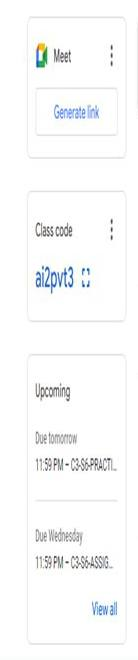 Meet
Generate link
Class code
ai2pvt3
Upcoming
Due tomorrow
11:59 PM – C3-S6-PRACTI...
Due Wednesday
11:59 PM – C3-S6-ASSIG...
View all